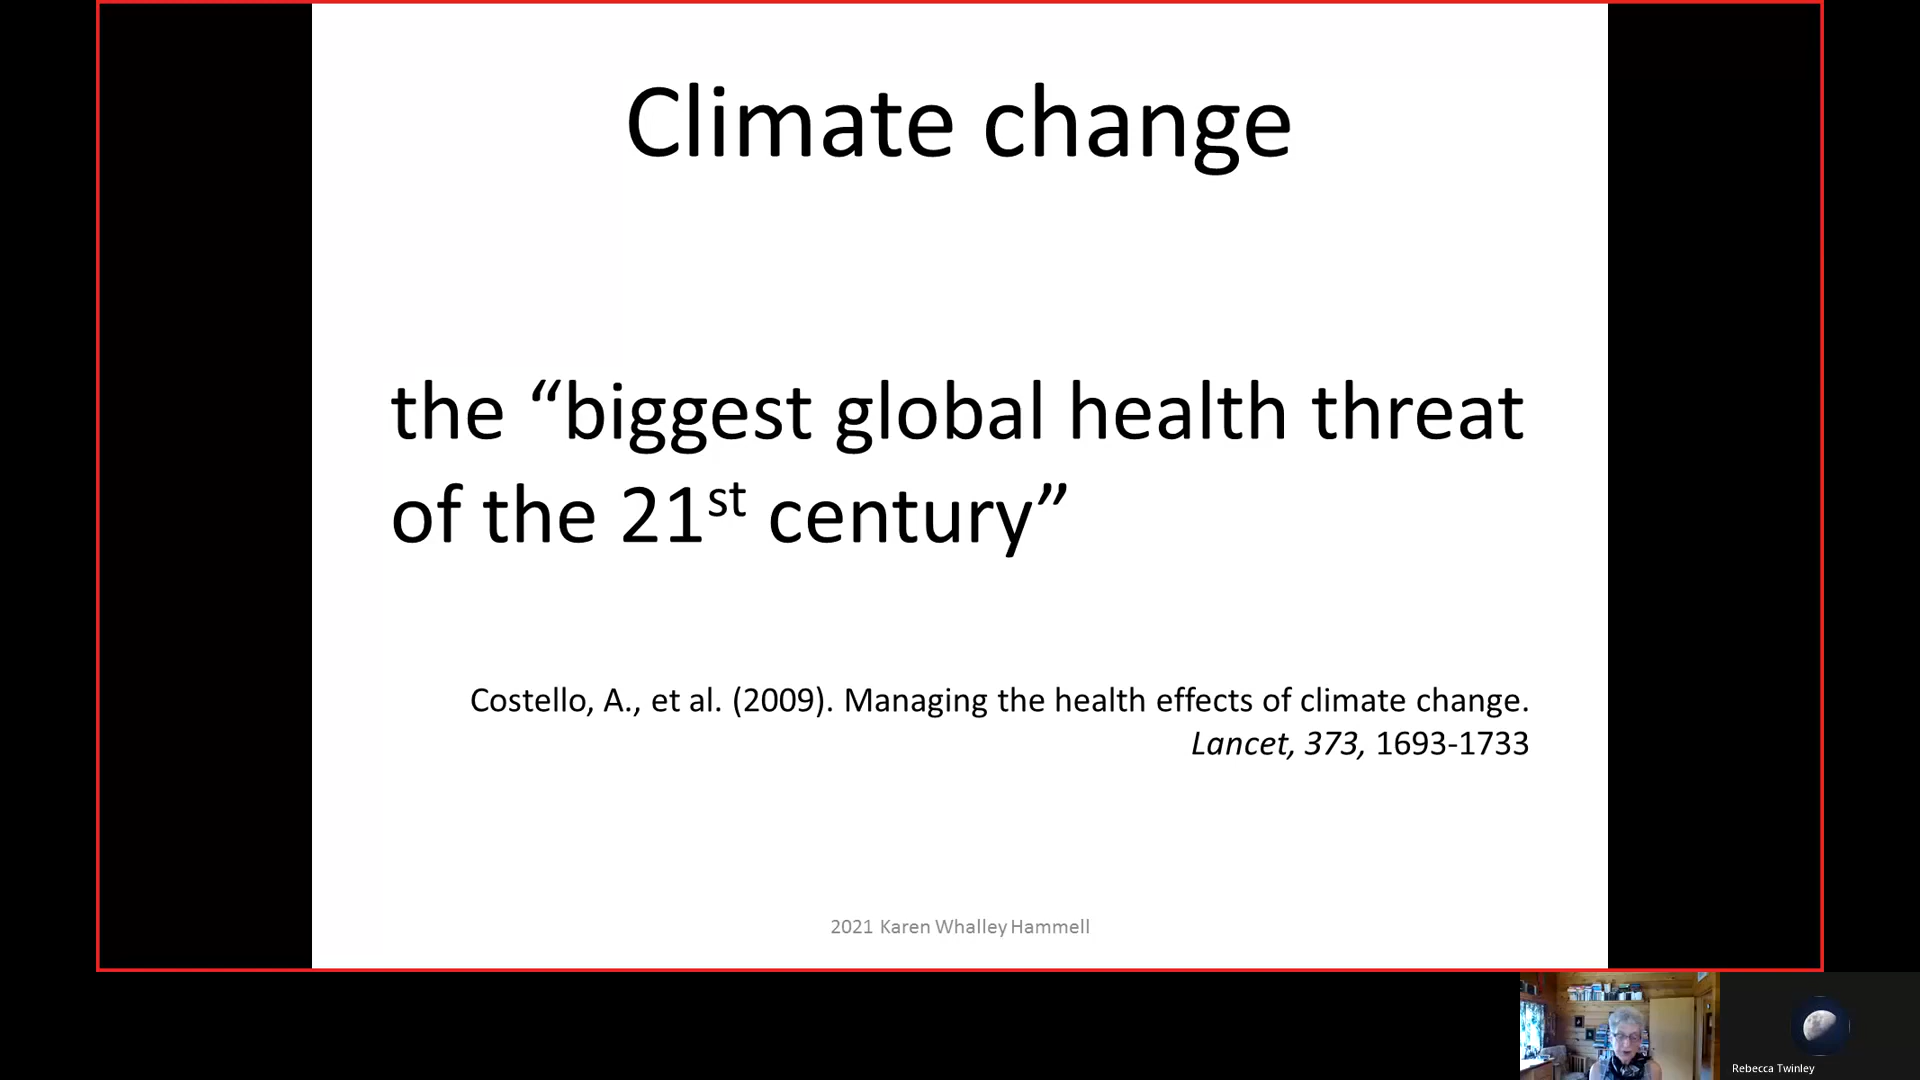 Climate change
the “biggest global health threat
of the 21st century”
Costello, A., et al. (2009). Managing the health effects of climate change.
Lancet, 373, 1693-1733
2021 Karen Whalley Hammell
Rebecca Twinley